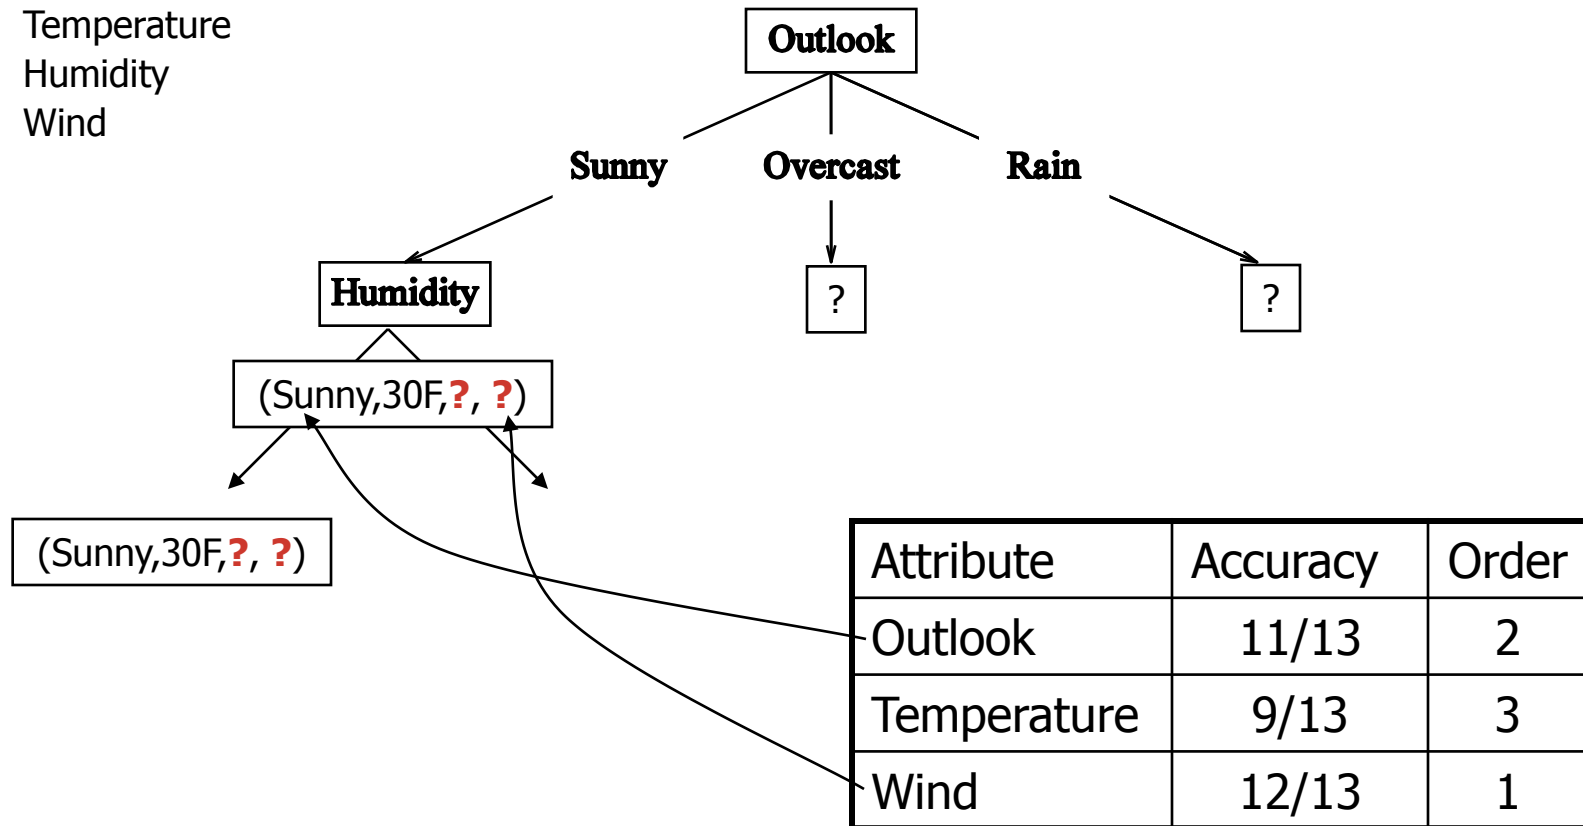 Temperature
Humidity
Wind
Outlook
Sunny Overcast Rain
Humidity
?
?
(Sunny,30F,?, ?)
(Sunny,30F,?, ?)
Attribute Accuracy Order
Outlook 11/13 2
Temperature 9/13 3
Wind 12/13 1